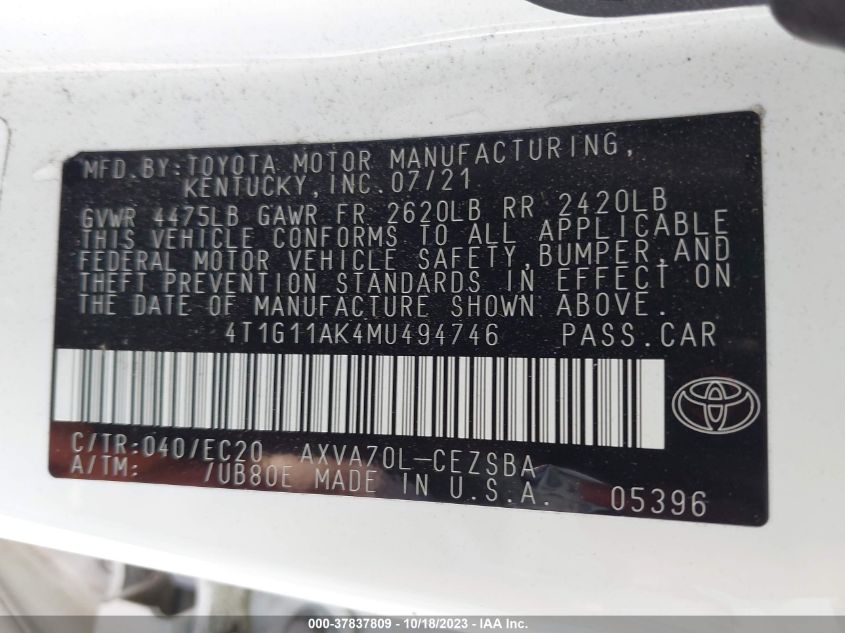 MFD.BY:TOYOTA MOTOR MANUFACTURING,
KENTUCKY,INC.07/21
GVWR 4475LB GAWR FR 2620LB RR 2420LB
THIS VEHICLE CONFORMS TO ALL APPLICABLE
FEDERAL MOTOR VEHICLE SAFETY,BUMPER,AND
THEFT PREVENTION STANDARDS IN EFFECT ON
THE DATE OF MANUFACTURE SHOWN ABOVE.
4T1G11AK4MU494746 PASS.CAR
C/TR:040/EC20 AXVA70L-CEZSBA
A/TM: /UB80E MADE IN U.S.A. 05396
000-37837809 - 10/18/2023 - IAAI.COM